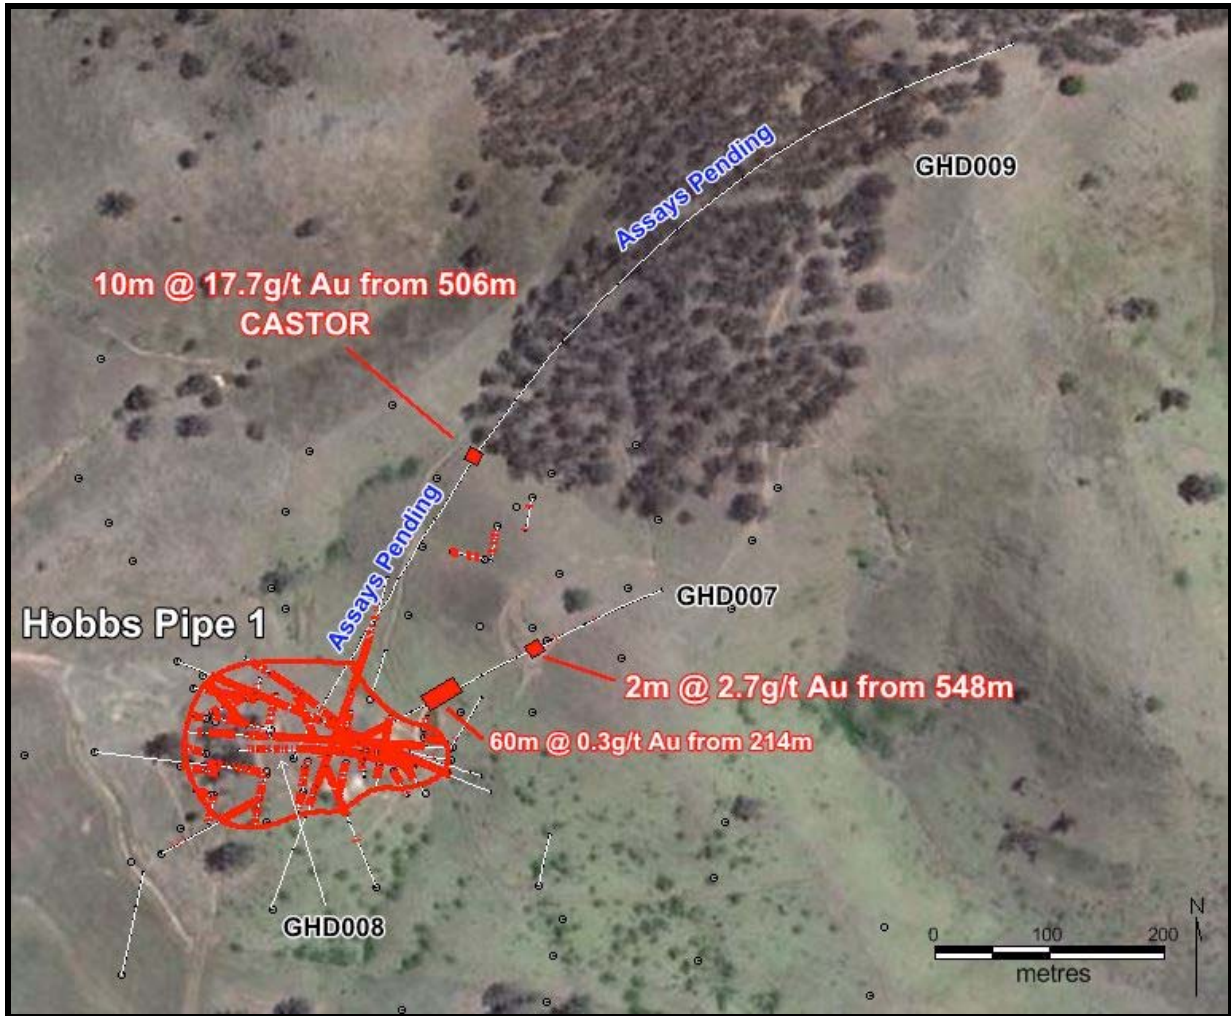 GHD009
Assays Pending
10m @ 17.7g/t Au from 506m
CASTOR
Assays Pending
GHD007
Hobbs Pipe 1
2m @ 2.7g/t Au from 548m
60m @ 0.3g/t Au from 214m
GHD008
N
0 100 200
metres